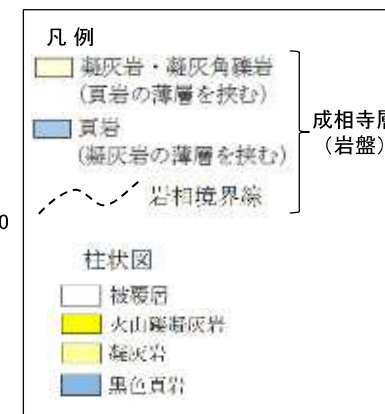 凡 例
凝灰岩・凝灰角礫岩
(頁岩の薄層を挟む)
頁岩
(凝灰岩の薄層を挟む)
成相寺層
(岩盤)
岩相境界線
0
柱状図
被覆層
火山礫凝灰岩
凝灰岩
黒色頁岩